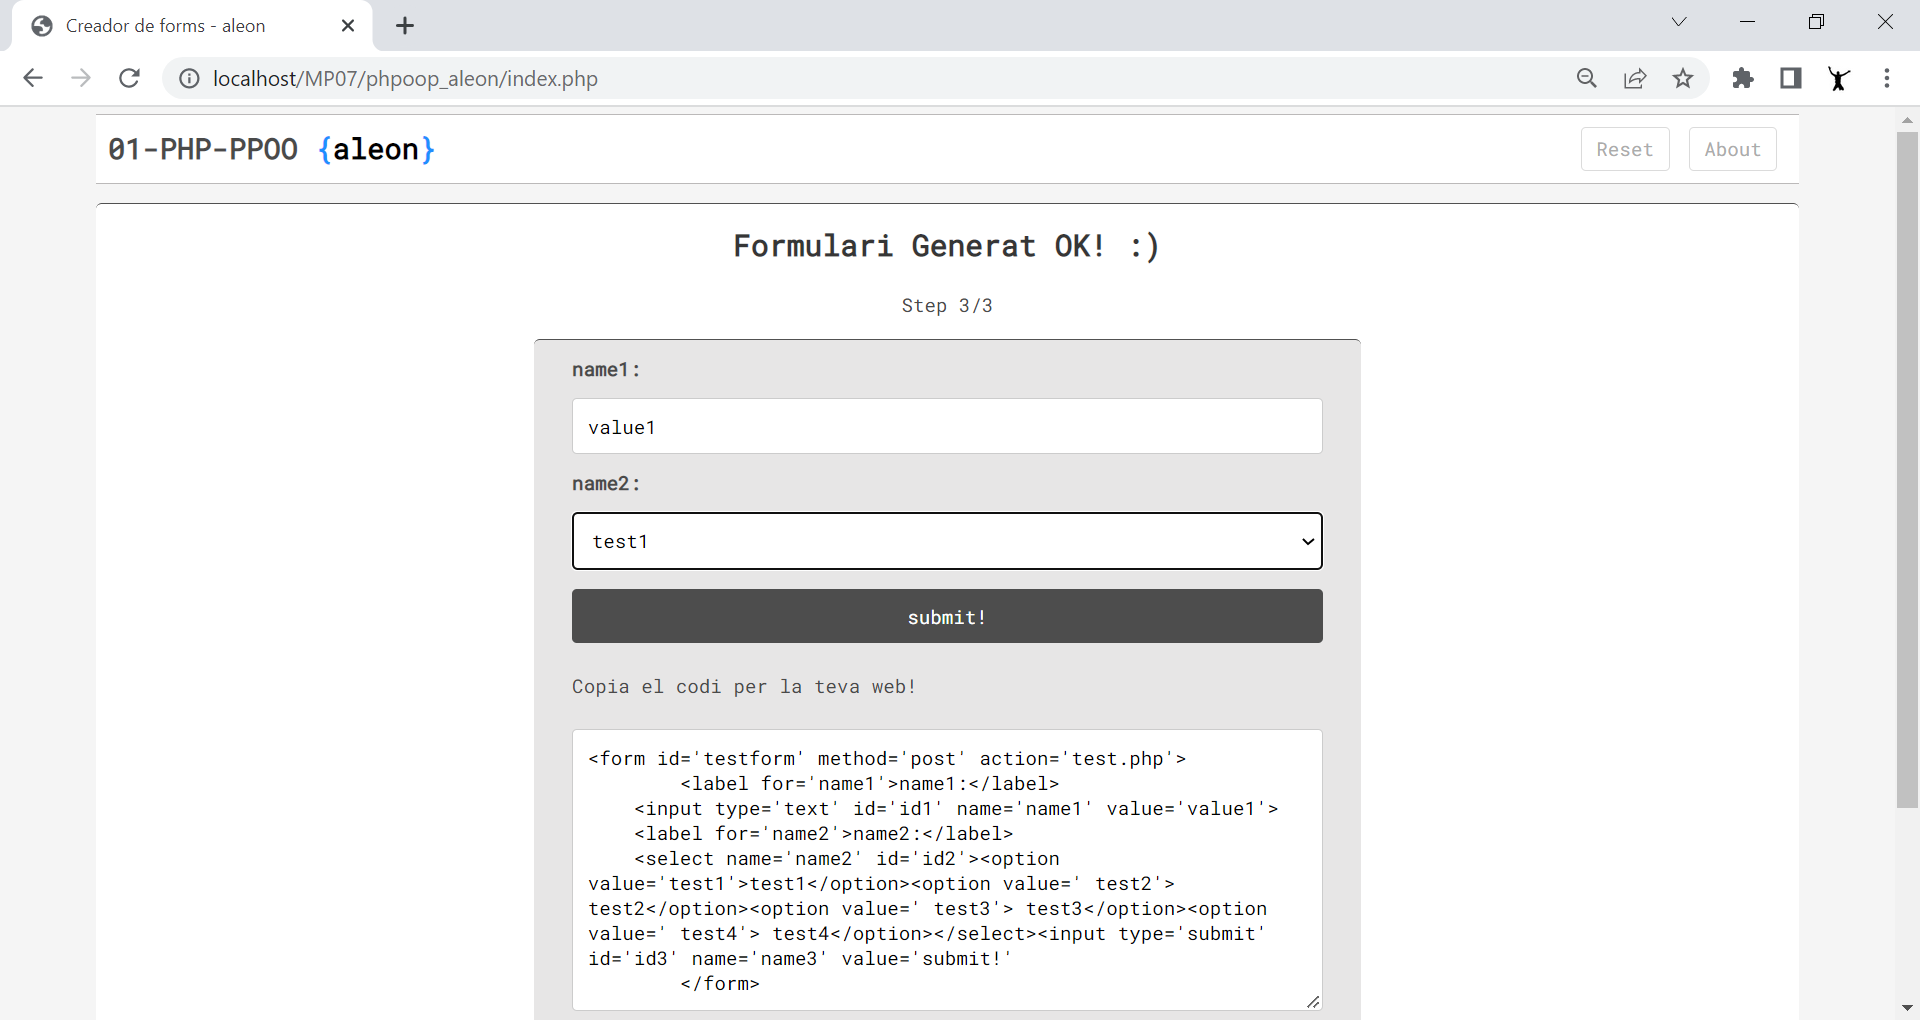 Creador de forms - aleon
localhost/MP07/phpoop_aleon/index.php
01-PHP-PPOO {aleon}
Reset
About
Formulari Generat OK! :)
Step 3/3
name1:
value1
name2:
test1
submit!
Copia el codi per la teva web!
<form id='testform' method='post' action='test.php'>
<label for='name1'>name1:</label>
<input type='text' id='id1' name='name1' value='value1'>
<label for='name2'>name2:</label>
<select name='name2' id='id2'><option
value='test1'>test1</option><option value=' test2'>
test2</option><option value=' test3'> test3</option><option
value=' test4'> test4</option></select><input type='submit'
id='id3' name='name3' value='submit!'
</form>